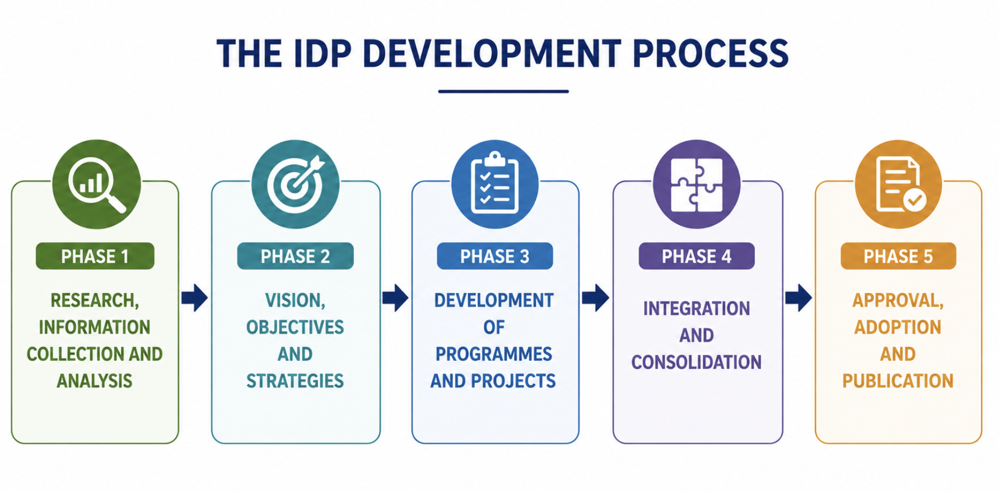 THE IDP DEVELOPMENT PROCESS
PHASE 1
RESEARCH,
INFORMATION
COLLECTION AND
ANALYSIS
PHASE 2
VISION,
OBJECTIVES
AND
STRATEGIES
PHASE 3
DEVELOPMENT
OF
PROGRAMMES
AND PROJECTS
PHASE 4
INTEGRATION
AND
CONSOLIDATION
PHASE 5
APPROVAL,
ADOPTION
AND
PUBLICATION